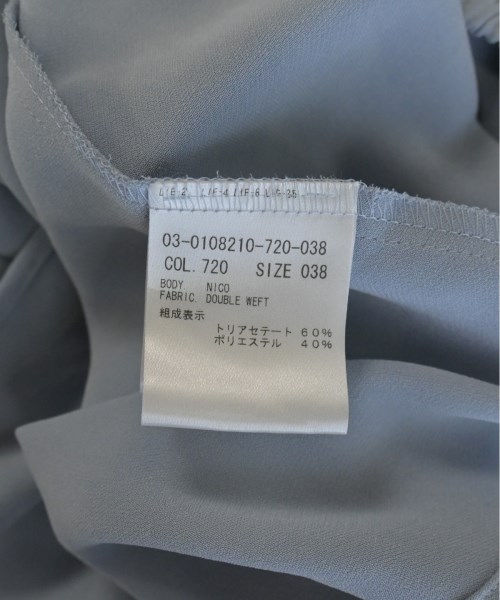 03-0108210-720-038
COL. 720 SIZE 038
BODY NICO
FABRIC. DOUBLE WEFT
組成表示
トリアセテート 60%
ポリエステル 40%